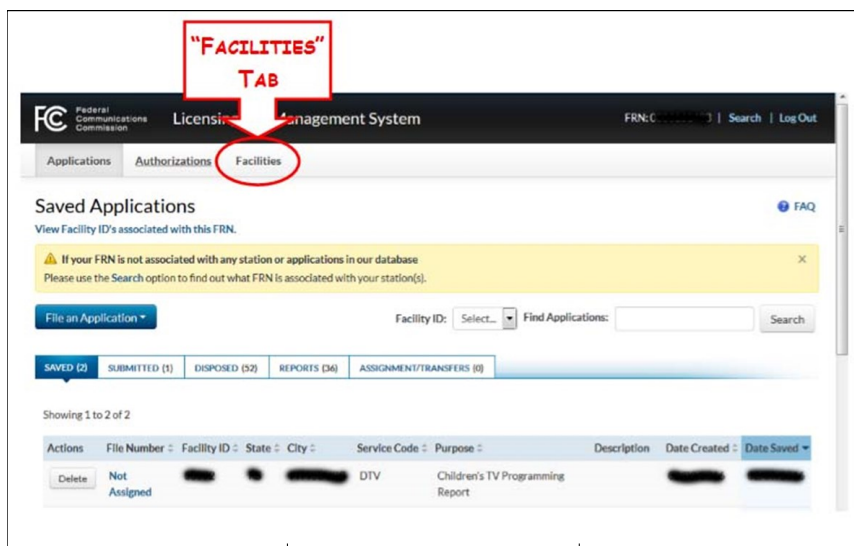 "FACILITIES"
TAB
FC Federal
Communications
Commission
Licensing Management System
FRN: | Search | Log Out
Applications Authorizations Facilities
Saved Applications
FAQ
View Facility ID's associated with this FRN.
If your FRN is not associated with any station or applications in our database
Please use the Search option to find out what FRN is associated with your station(s).
File an Application Facility ID: Select... Find Applications: Search
SAVED (2) SUBMITTED (1) DISPOSED (52) REPORTS (36) ASSIGNMENT/TRANSFERS (0)
Showing 1 to 2 of 2
Actions File Number Facility ID State City Service Code Purpose Description Date Created Date Saved
Delete Not DTV Children's TV Programming
Assigned Report